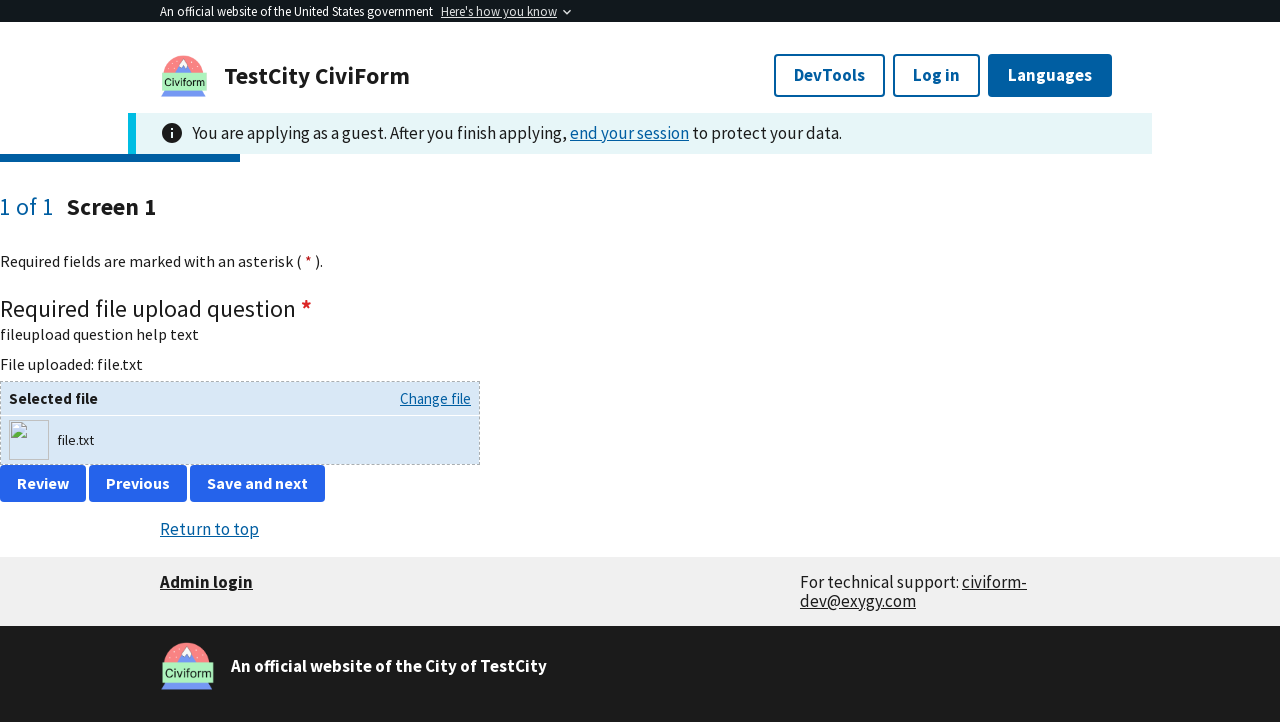 An official website of the United States government Here's how you know
Civiform
TestCity CiviForm
DevTools
Log in
Languages
You are applying as a guest. After you finish applying, end your session to protect your data.
1 of 1 Screen 1
Required fields are marked with an asterisk ( * ).
Required file upload question *
fileupload question help text
File uploaded: file.txt
Selected file
Change file
file.txt
Review
Previous
Save and next
Return to top
Admin login
For technical support: civiform-
dev@exygy.com
Civiform
An official website of the City of TestCity